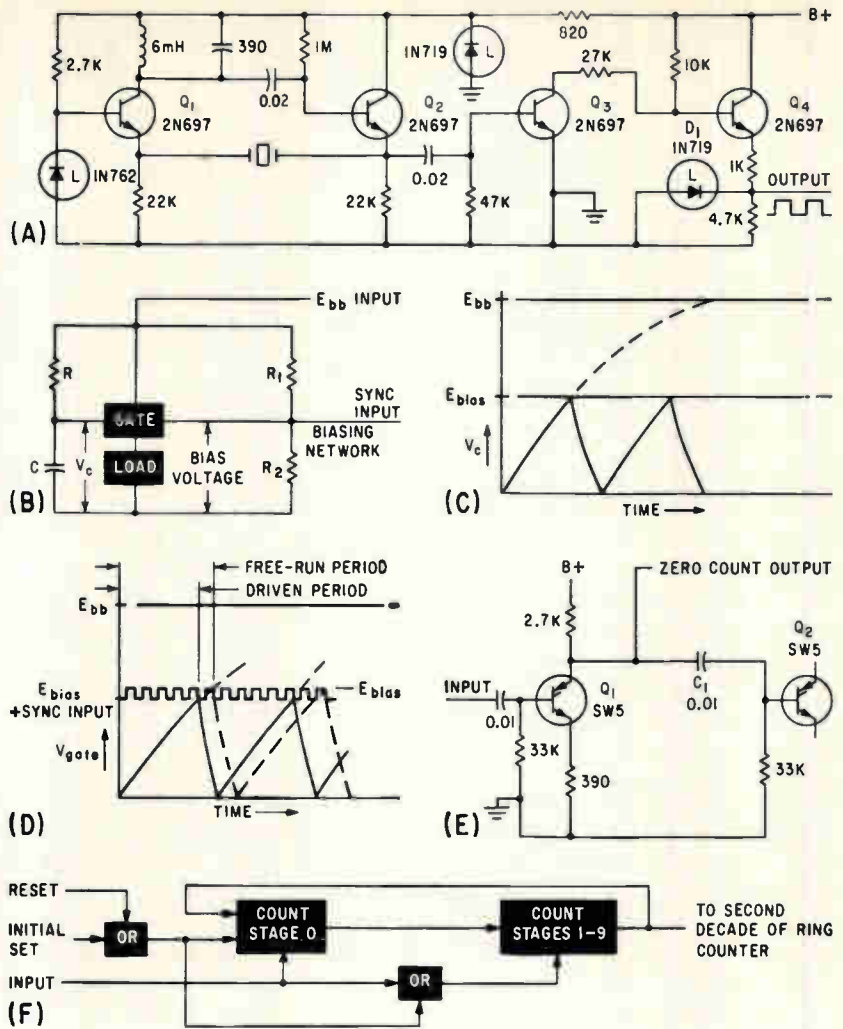 820
B+
2.7K
6mH
390
1M
1N719
L
27K
10K
0.02
Q1
2N697
Q2
2N697
Q3
2N697
Q4
2N697
D1
1N719
L
1K
L
1N762
0.02
OUTPUT
22K
22K
47K
4.7K
(A)
Ebb INPUT
R
R1
SYNC
INPUT
GATE
BIASING
NETWORK
C
Vc
LOAD
BIAS
VOLTAGE
R2
(B)
Ebb
Ebias
Vc
TIME
(C)
FREE-RUN PERIOD
DRIVEN PERIOD
Ebb
Ebias
+SYNC INPUT
Ebias
Vgate
TIME
(D)
B+
ZERO COUNT OUTPUT
2.7K
Q2
SW5
INPUT
Q1
SW5
C1
0.01
0.01
33K
390
33K
(E)
RESET
INITIAL
SET
OR
COUNT
STAGE 0
COUNT
STAGES 1-9
TO SECOND
DECADE OF RING
COUNTER
INPUT
OR
(F)